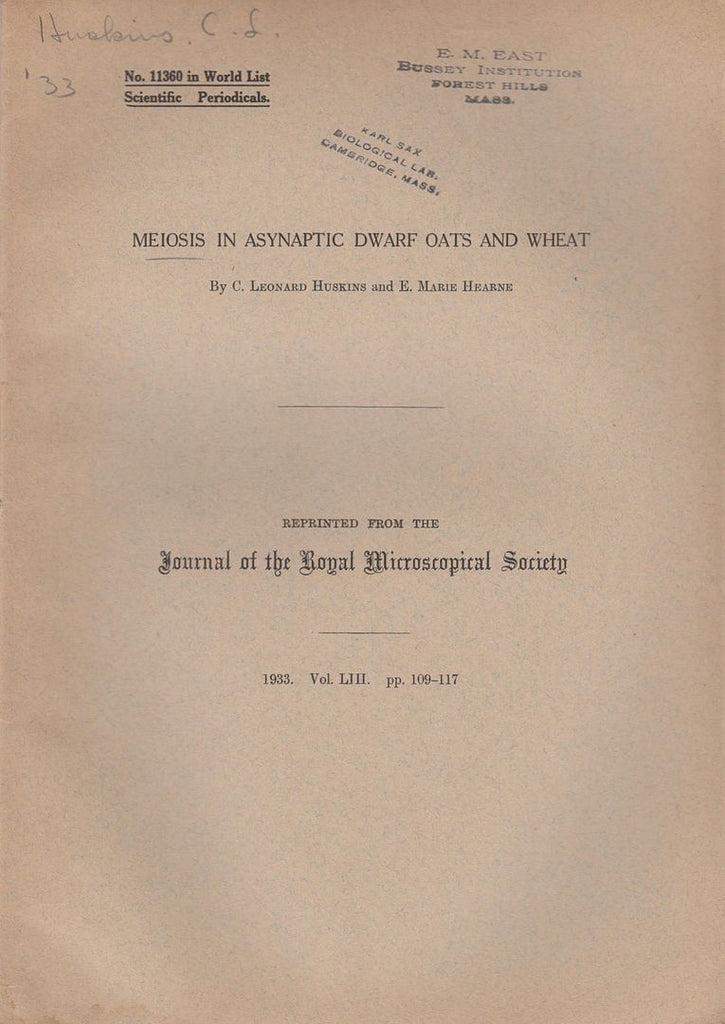 Huskins, C. L.
'33
No. 11360 in World List
Scientific Periodicals.
E. M. EAST
BUSSEY INSTITUTION
FOREST HILLS
MASS.
KARL SAX
BIOLOGICAL LAB.
CAMBRIDGE, MASS.
MEIOSIS IN ASYNAPTIC DWARF OATS AND WHEAT
By C. LEONARD HUSKINS and E. MARIE HEARNE
REPRINTED FROM THE
Journal of the Royal Microscopical Society
1933. Vol. LIII. pp. 109–117